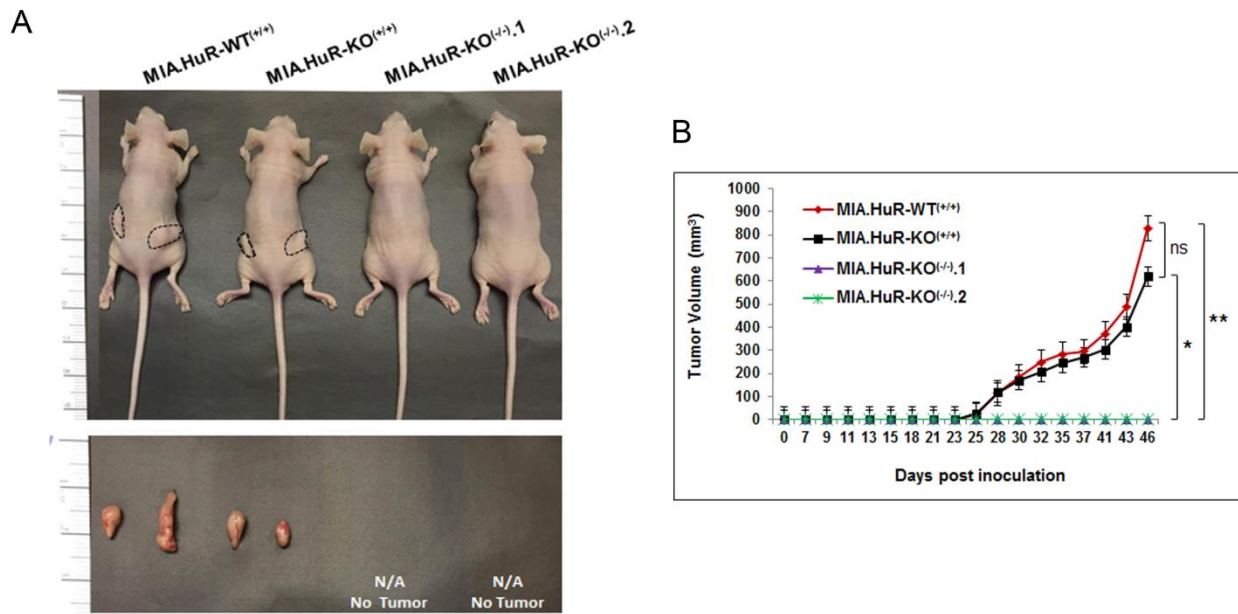 A
MIA.HuR-WT(+/+)
MIA.HuR-KO(+/+)
MIA.HuR-KO(-/-).1
MIA.HuR-KO(-/-).2
N/A
No Tumor
N/A
No Tumor
B
1000
900
800
700
600
500
400
300
200
100
0
Tumor Volume (mm³)
MIA.HuR-WT(+/+)
MIA.HuR-KO(+/+)
MIA.HuR-KO(-/-).1
MIA.HuR-KO(-/-).2
ns
*
**
0 7 9 11 13 15 18 21 23 25 28 30 32 35 37 41 43 46
Days post inoculation